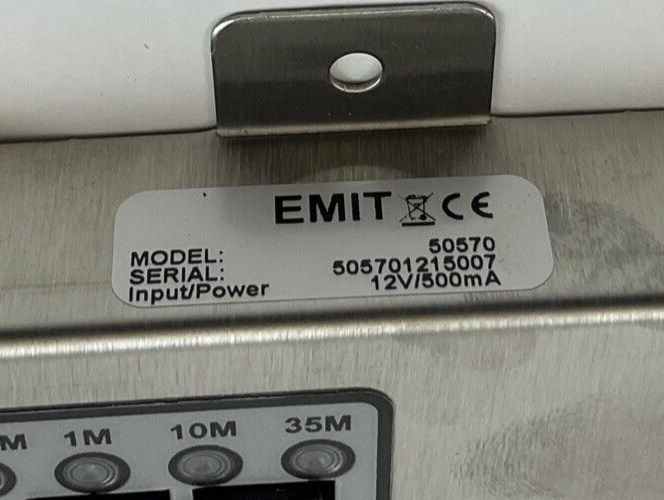 EMIT CE
MODEL: 50570
SERIAL: 505701215007
Input/Power 12V/500mA
M 1M 10M 35M